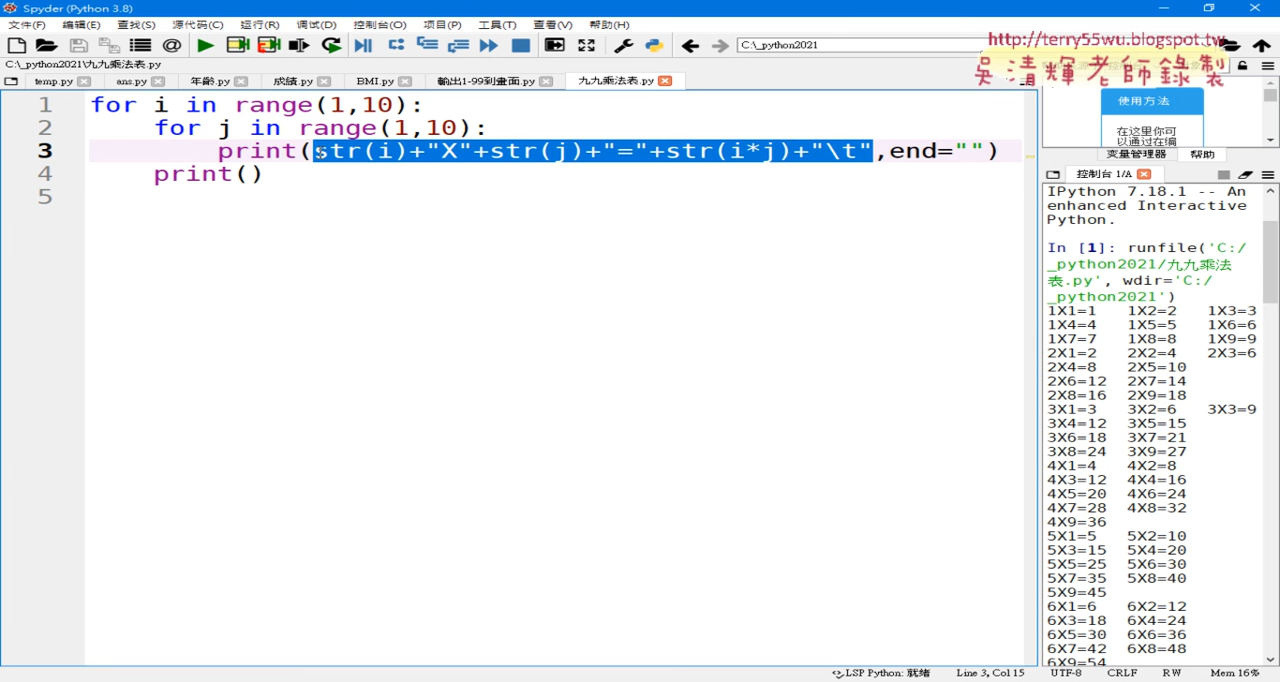 Spyder (Python 3.8)
文件(F) 编辑(E) 查找(S) 源代码(C) 运行(R) 调试(D) 控制台(O) 项目(P) 工具(T) 查看(V) 帮助(H)
C:\_python2021
http://terry55wu.blogspot.tw
吳清輝老師錄製
C:\_python2021\九九乘法表.py
temp.py ans.py 年齡.py 成績.py BMI.py 輸出1-99到畫面.py 九九乘法表.py
1 for i in range(1,10):
2 for j in range(1,10):
3 print(str(i)+"X"+str(j)+"="+str(i*j)+"\t",end="")
4 print()
5
使用方法
在这里你可
以通过在编
变量管理器 帮助
控制台 1/A
IPython 7.18.1 -- An
enhanced Interactive
Python.
In [1]: runfile('C:/
_python2021/九九乘法
表.py', wdir='C:/
_python2021')
1X1=1 1X2=2 1X3=3
1X4=4 1X5=5 1X6=6
1X7=7 1X8=8 1X9=9
2X1=2 2X2=4 2X3=6
2X4=8 2X5=10
2X6=12 2X7=14
2X8=16 2X9=18
3X1=3 3X2=6 3X3=9
3X4=12 3X5=15
3X6=18 3X7=21
3X8=24 3X9=27
4X1=4 4X2=8
4X3=12 4X4=16
4X5=20 4X6=24
4X7=28 4X8=32
4X9=36
5X1=5 5X2=10
5X3=15 5X4=20
5X5=25 5X6=30
5X7=35 5X8=40
5X9=45
6X1=6 6X2=12
6X3=18 6X4=24
6X5=30 6X6=36
6X7=42 6X8=48
6X9=54
LSP Python: 就绪 Line 3, Col 15 UTF-8 CRLF RW Mem 16%